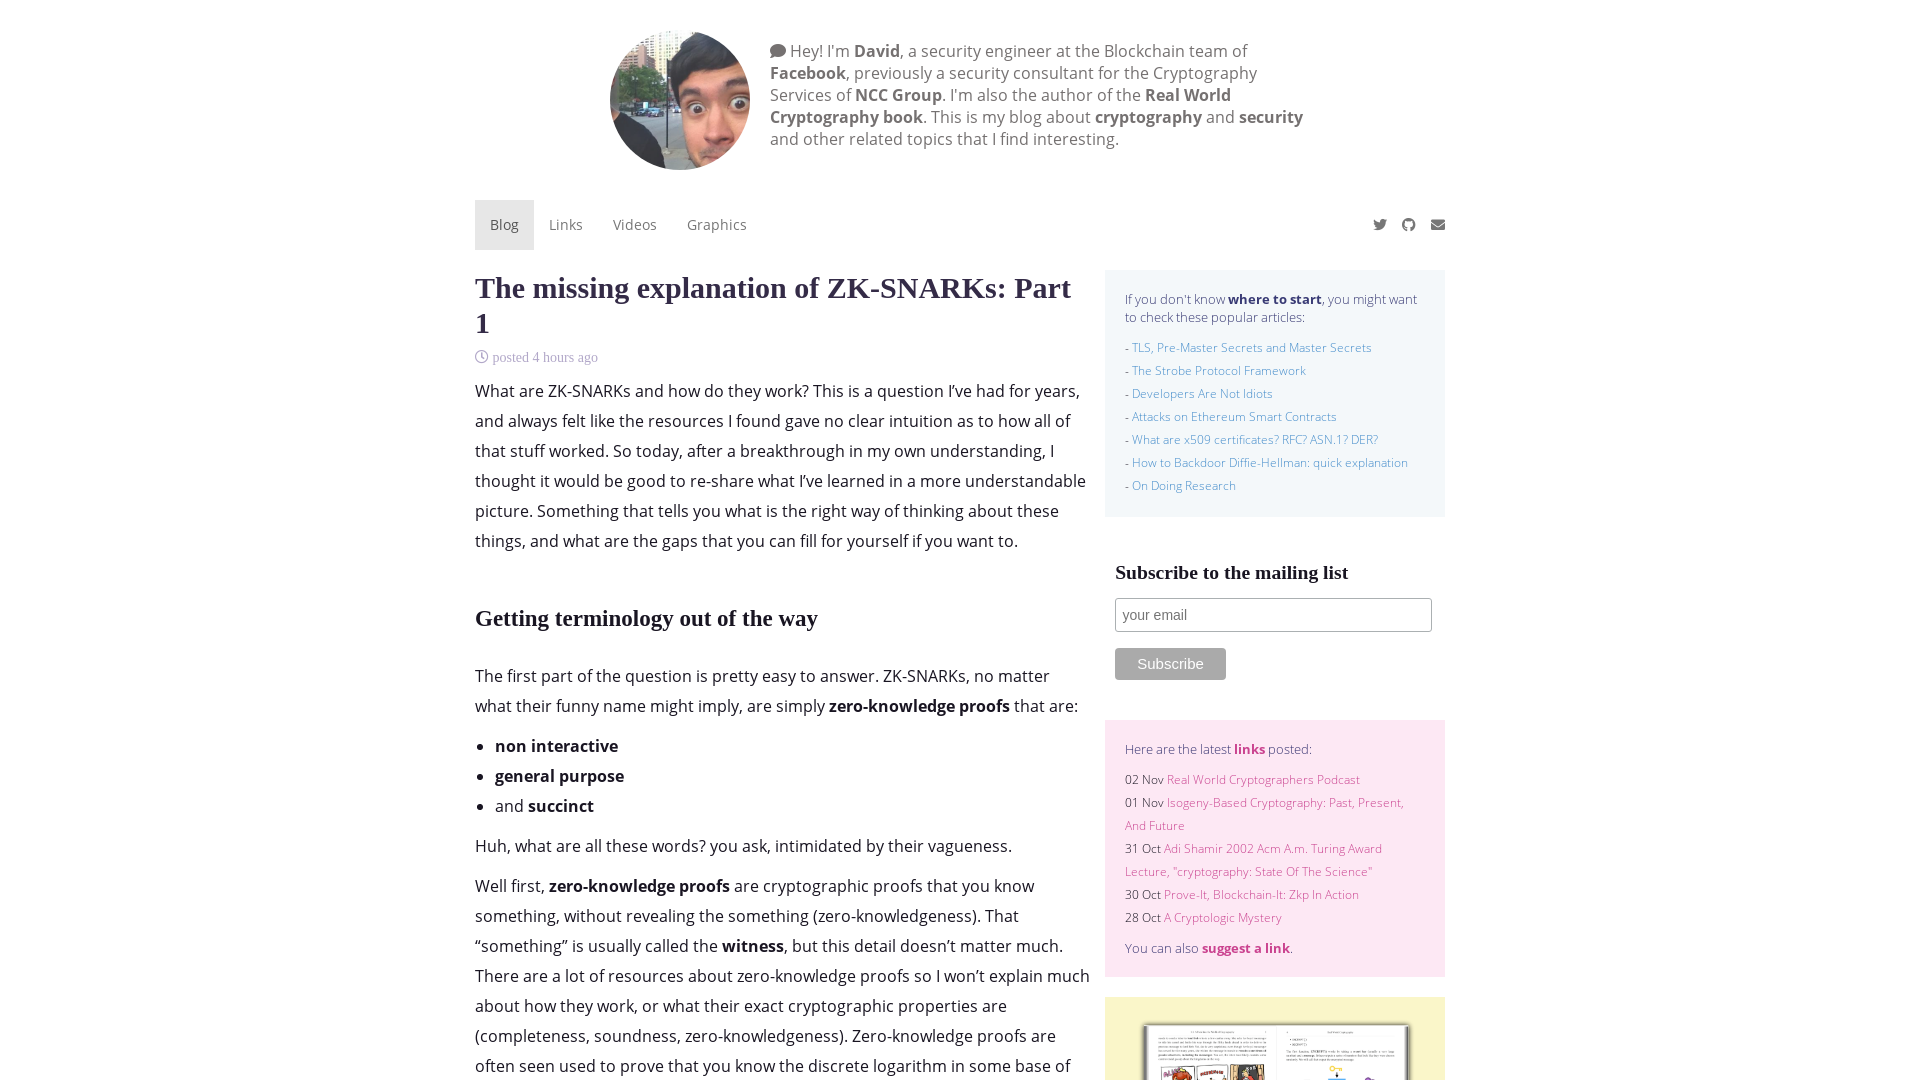 Hey! I'm David, a security engineer at the Blockchain team of
Facebook, previously a security consultant for the Cryptography
Services of NCC Group. I'm also the author of the Real World
Cryptography book. This is my blog about cryptography and security
and other related topics that I find interesting.
Blog Links Videos Graphics
The missing explanation of ZK-SNARKs: Part
1
posted 4 hours ago
What are ZK-SNARKs and how do they work? This is a question I’ve had for years,
and always felt like the resources I found gave no clear intuition as to how all of
that stuff worked. So today, after a breakthrough in my own understanding, I
thought it would be good to re-share what I’ve learned in a more understandable
picture. Something that tells you what is the right way of thinking about these
things, and what are the gaps that you can fill for yourself if you want to.
Getting terminology out of the way
The first part of the question is pretty easy to answer. ZK-SNARKs, no matter
what their funny name might imply, are simply zero-knowledge proofs that are:
non interactive
general purpose
and succinct
Huh, what are all these words? you ask, intimidated by their vagueness.
Well first, zero-knowledge proofs are cryptographic proofs that you know
something, without revealing the something (zero-knowledgeness). That
“something” is usually called the witness, but this detail doesn’t matter much.
There are a lot of resources about zero-knowledge proofs so I won’t explain much
about how they work, or what their exact cryptographic properties are
(completeness, soundness, zero-knowledgeness). Zero-knowledge proofs are
often seen used to prove that you know the discrete logarithm in some base of
If you don't know where to start, you might want
to check these popular articles:
- TLS, Pre-Master Secrets and Master Secrets
- The Strobe Protocol Framework
- Developers Are Not Idiots
- Attacks on Ethereum Smart Contracts
- What are x509 certificates? RFC? ASN.1? DER?
- How to Backdoor Diffie-Hellman: quick explanation
- On Doing Research
Subscribe to the mailing list
your email
Subscribe
Here are the latest links posted:
02 Nov Real World Cryptographers Podcast
01 Nov Isogeny-Based Cryptography: Past, Present,
And Future
31 Oct Adi Shamir 2002 Acm A.m. Turing Award
Lecture, "cryptography: State Of The Science"
30 Oct Prove-It, Blockchain-It: Zkp In Action
28 Oct A Cryptologic Mystery
You can also suggest a link.